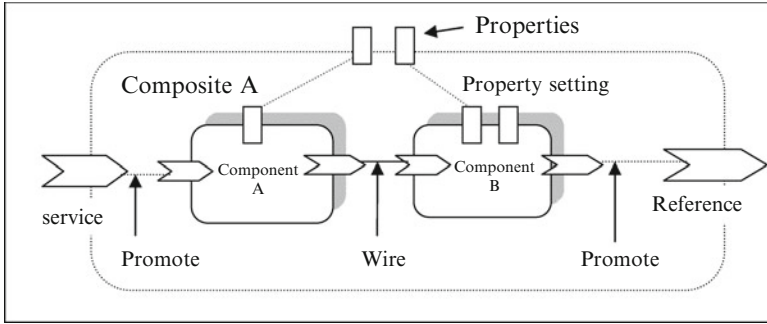 Properties
Composite A
Property setting
Component
A
Component
B
service
Reference
Promote
Wire
Promote